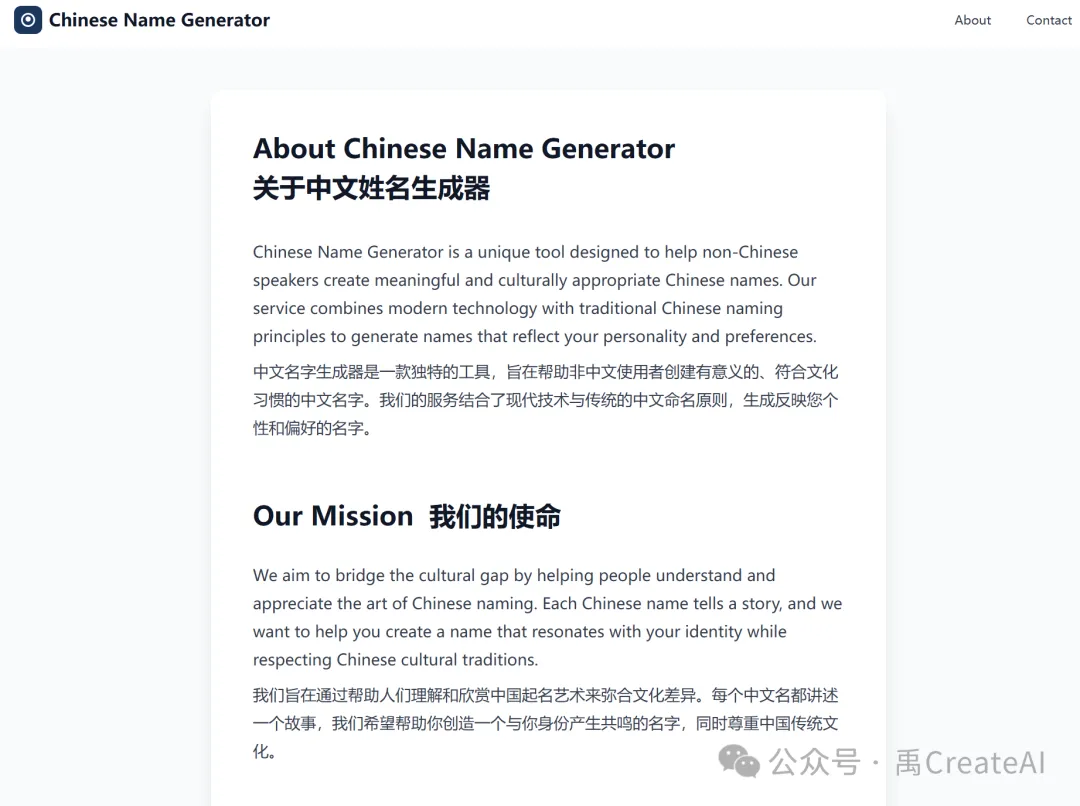 Chinese Name Generator
About
Contact
About Chinese Name Generator
关于中文姓名生成器
Chinese Name Generator is a unique tool designed to help non-Chinese
speakers create meaningful and culturally appropriate Chinese names. Our
service combines modern technology with traditional Chinese naming
principles to generate names that reflect your personality and preferences.
中文名字生成器是一款独特的工具，旨在帮助非中文使用者创建有意义的、符合文化
习惯的中文名字。我们的服务结合了现代技术与传统的中文命名原则，生成反映您个
性和偏好的名字。
Our Mission 我们的使命
We aim to bridge the cultural gap by helping people understand and
appreciate the art of Chinese naming. Each Chinese name tells a story, and we
want to help you create a name that resonates with your identity while
respecting Chinese cultural traditions.
我们旨在通过帮助人们理解和欣赏中国起名艺术来弥合文化差异。每个中文名都讲述
一个故事，我们希望帮助你创造一个与你身份产生共鸣的名字，同时尊重中国传统文
化。
公众号 · 禹CreateAI